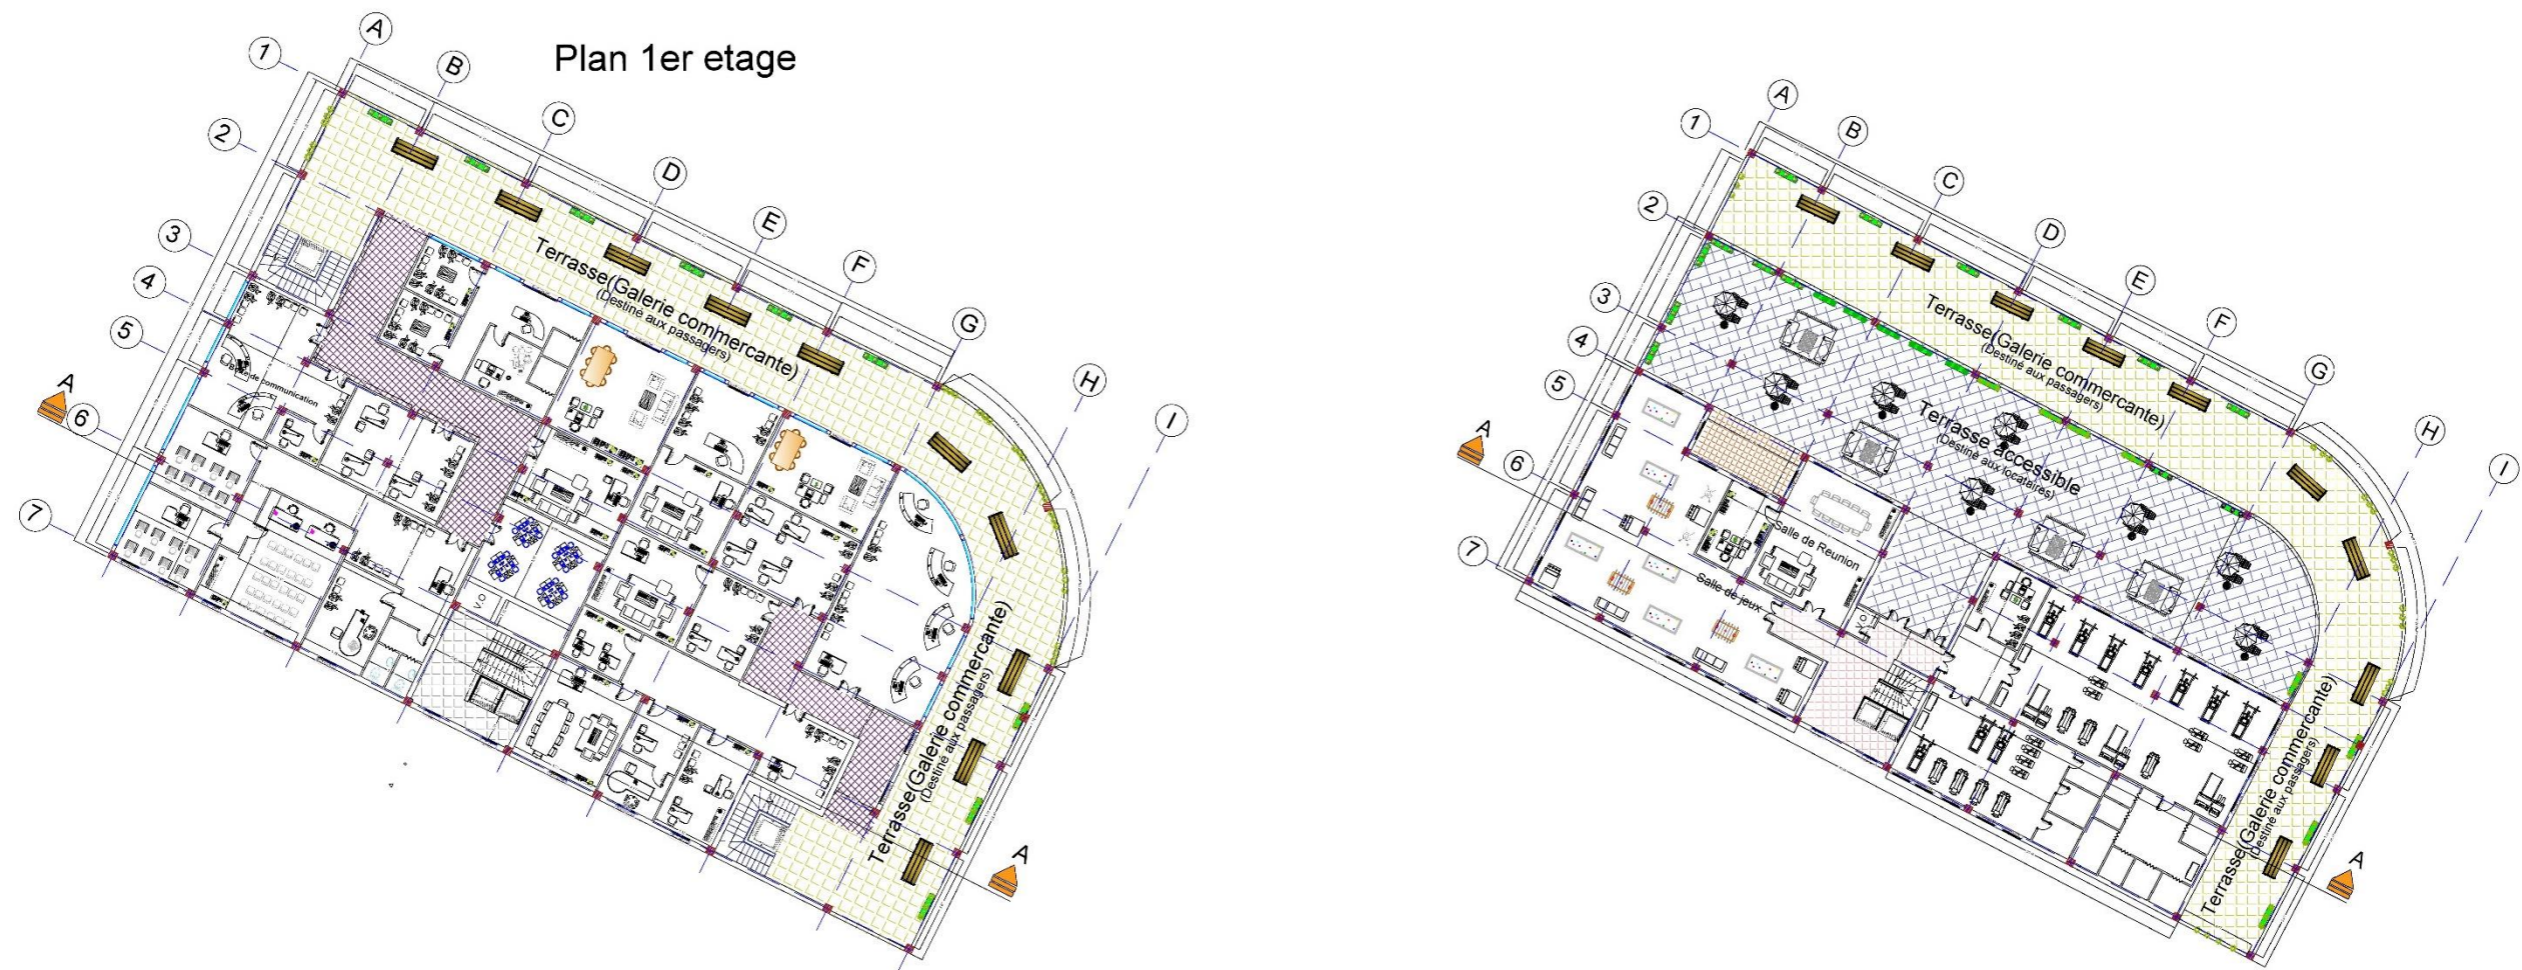 Plan 1er etage
A
B
C
D
E
F
G
H
I
1
2
3
4
5
6
7
A
A
Terrasse(Galerie commercante)
(Destiné aux passagers)
de communication
V.O
Terrasse(Galerie commercante)
(Destiné aux passagers)
A
B
C
D
E
F
G
H
I
1
2
3
4
5
6
7
A
A
Terrasse(Galerie commercante)
(Destiné aux passagers)
Terrasse accessible
(Destiné aux locataires)
Salle de Reunion
Salle de jeux
Terrasse(Galerie commercante)
(Destiné aux passagers)